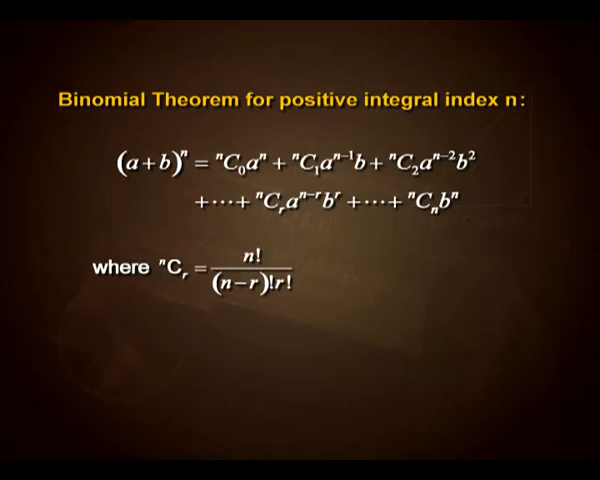 Binomial Theorem for positive integral index n:
(a+b)ⁿ = ⁿC₀aⁿ + ⁿC₁aⁿ⁻¹b + ⁿC₂aⁿ⁻²b²
+⋯+ ⁿCᵣaⁿ⁻ʳbʳ +⋯+ ⁿCₙbⁿ
where ⁿCᵣ = n!/(n−r)!r!